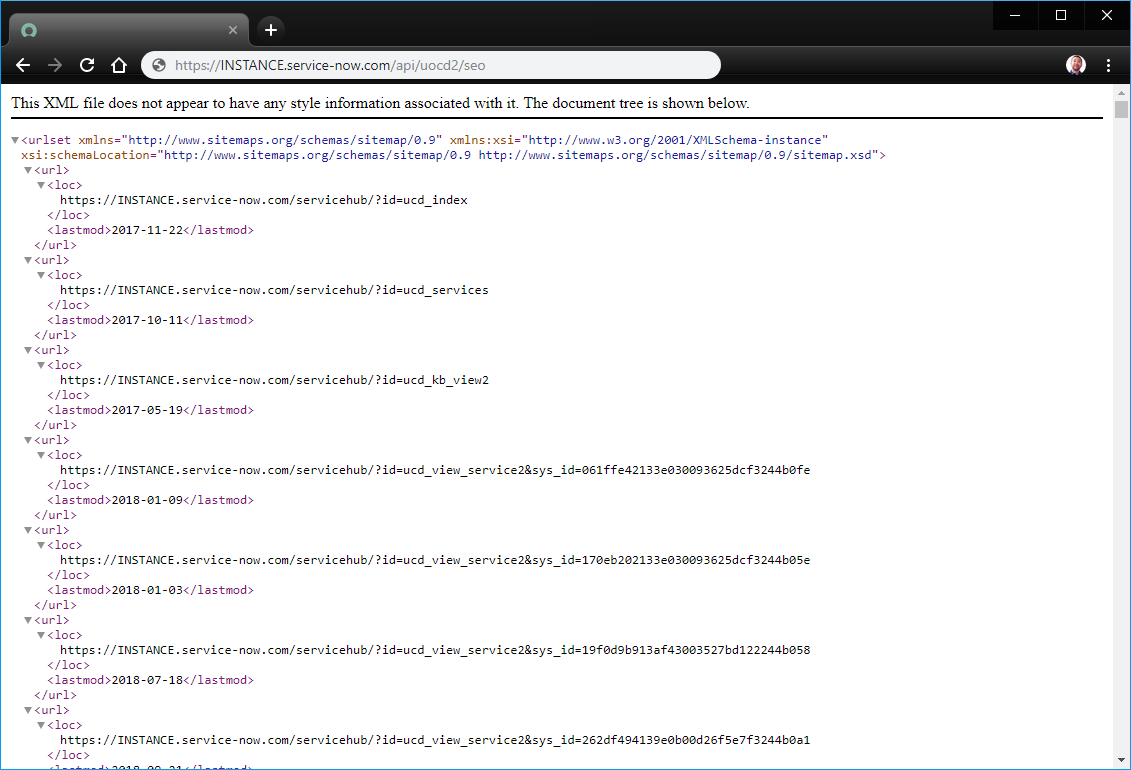 https://INSTANCE.service-now.com/api/uocd2/seo
This XML file does not appear to have any style information associated with it. The document tree is shown below.
<urlset xmlns="http://www.sitemaps.org/schemas/sitemap/0.9" xmlns:xsi="http://www.w3.org/2001/XMLSchema-instance"
xsi:schemaLocation="http://www.sitemaps.org/schemas/sitemap/0.9 http://www.sitemaps.org/schemas/sitemap/0.9/sitemap.xsd">
<url>
<loc>
https://INSTANCE.service-now.com/servicehub/?id=ucd_index
</loc>
<lastmod>2017-11-22</lastmod>
</url>
<url>
<loc>
https://INSTANCE.service-now.com/servicehub/?id=ucd_services
</loc>
<lastmod>2017-10-11</lastmod>
</url>
<url>
<loc>
https://INSTANCE.service-now.com/servicehub/?id=ucd_kb_view2
</loc>
<lastmod>2017-05-19</lastmod>
</url>
<url>
<loc>
https://INSTANCE.service-now.com/servicehub/?id=ucd_view_service2&sys_id=061ffe42133e030093625dcf3244b0fe
</loc>
<lastmod>2018-01-09</lastmod>
</url>
<url>
<loc>
https://INSTANCE.service-now.com/servicehub/?id=ucd_view_service2&sys_id=170eb202133e030093625dcf3244b05e
</loc>
<lastmod>2018-01-03</lastmod>
</url>
<url>
<loc>
https://INSTANCE.service-now.com/servicehub/?id=ucd_view_service2&sys_id=19f0d9b913af43003527bd122244b058
</loc>
<lastmod>2018-07-18</lastmod>
</url>
<url>
<loc>
https://INSTANCE.service-now.com/servicehub/?id=ucd_view_service2&sys_id=262df494139e0b00d26f5e7f3244b0a1
</loc>